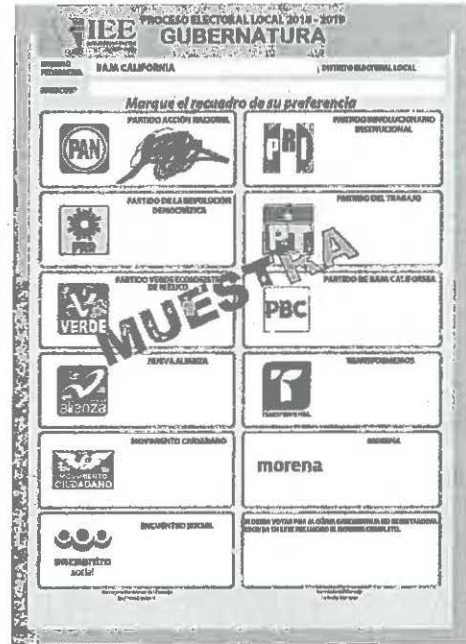 IEE
PROCESO ELECTORAL LOCAL 2018 - 2019
GUBERNATURA
BAJA CALIFORNIA
DISTRITO ELECTORAL LOCAL
Marque el recuadro de su preferencia
PAN
PARTIDO ACCIÓN NACIONAL
PRI
PARTIDO REVOLUCIONARIO
INSTITUCIONAL
PRD
PARTIDO DE LA REVOLUCIÓN
DEMOCRÁTICA
PT
PARTIDO DEL TRABAJO
VERDE
PARTIDO VERDE ECOLOGISTA
DE MÉXICO
PBC
PARTIDO DE BAJA CALIFORNIA
MUESTRA
alianza
NUEVA ALIANZA
TRANSFORMEMOS
MOVIMIENTO
CIUDADANO
MOVIMIENTO CIUDADANO
morena
MORENA
encuentro
social
ENCUENTRO SOCIAL